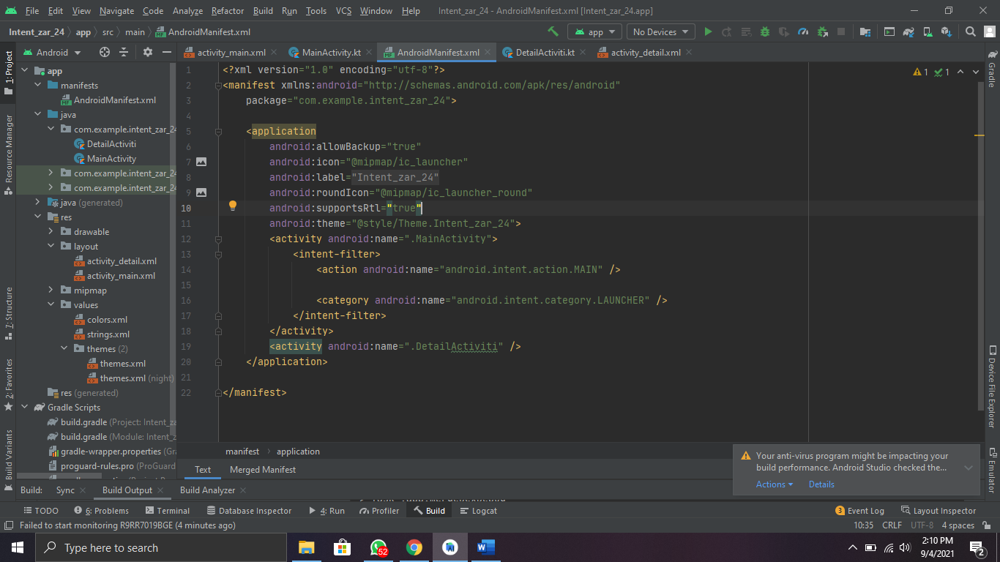 File Edit View Navigate Code Analyze Refactor Build Run Tools VCS Window Help Intent_zar_24 - AndroidManifest.xml [Intent_zar_24.app]
Intent_zar_24 app src main AndroidManifest.xml app No Devices
Android activity_main.xml MainActivity.kt AndroidManifest.xml DetailActiviti.kt activity_detail.xml
1: Project
Resource Manager
7: Structure
2: Favorites
Build Variants
app
manifests
AndroidManifest.xml
java
com.example.intent_zar_24
DetailActiviti
MainActivity
com.example.intent_zar_24
com.example.intent_zar_24
java (generated)
res
drawable
layout
activity_detail.xml
activity_main.xml
mipmap
values
colors.xml
strings.xml
themes (2)
themes.xml
themes.xml (night)
res (generated)
Gradle Scripts
build.gradle (Project: Intent_za
build.gradle (Module: Intent_z
gradle-wrapper.properties (Gra
proguard-rules.pro (ProGuard
1 <?xml version="1.0" encoding="utf-8"?>
2 <manifest xmlns:android="http://schemas.android.com/apk/res/android"
3 package="com.example.intent_zar_24">
4
5 <application
6 android:allowBackup="true"
7 android:icon="@mipmap/ic_launcher"
8 android:label="Intent_zar_24"
9 android:roundIcon="@mipmap/ic_launcher_round"
10 android:supportsRtl="true"
11 android:theme="@style/Theme.Intent_zar_24">
12 <activity android:name=".MainActivity">
13 <intent-filter>
14 <action android:name="android.intent.action.MAIN" />
15
16 <category android:name="android.intent.category.LAUNCHER" />
17 </intent-filter>
18 </activity>
19 <activity android:name=".DetailActiviti" />
20 </application>
21
22 </manifest>
1 1
Gradle
Device File Explorer
Emulator
manifest application
Text Merged Manifest
Your anti-virus program might be impacting your
build performance. Android Studio checked the...
Actions Details
Build: Sync Build Output Build Analyzer
TODO 6: Problems Terminal Database Inspector 4: Run Profiler Build Logcat 3 Event Log Layout Inspector
Failed to start monitoring R9RR7019BGE (4 minutes ago) 10:35 CRLF UTF-8 4 spaces
Type here to search 52 W 2:10 PM
9/4/2021 2